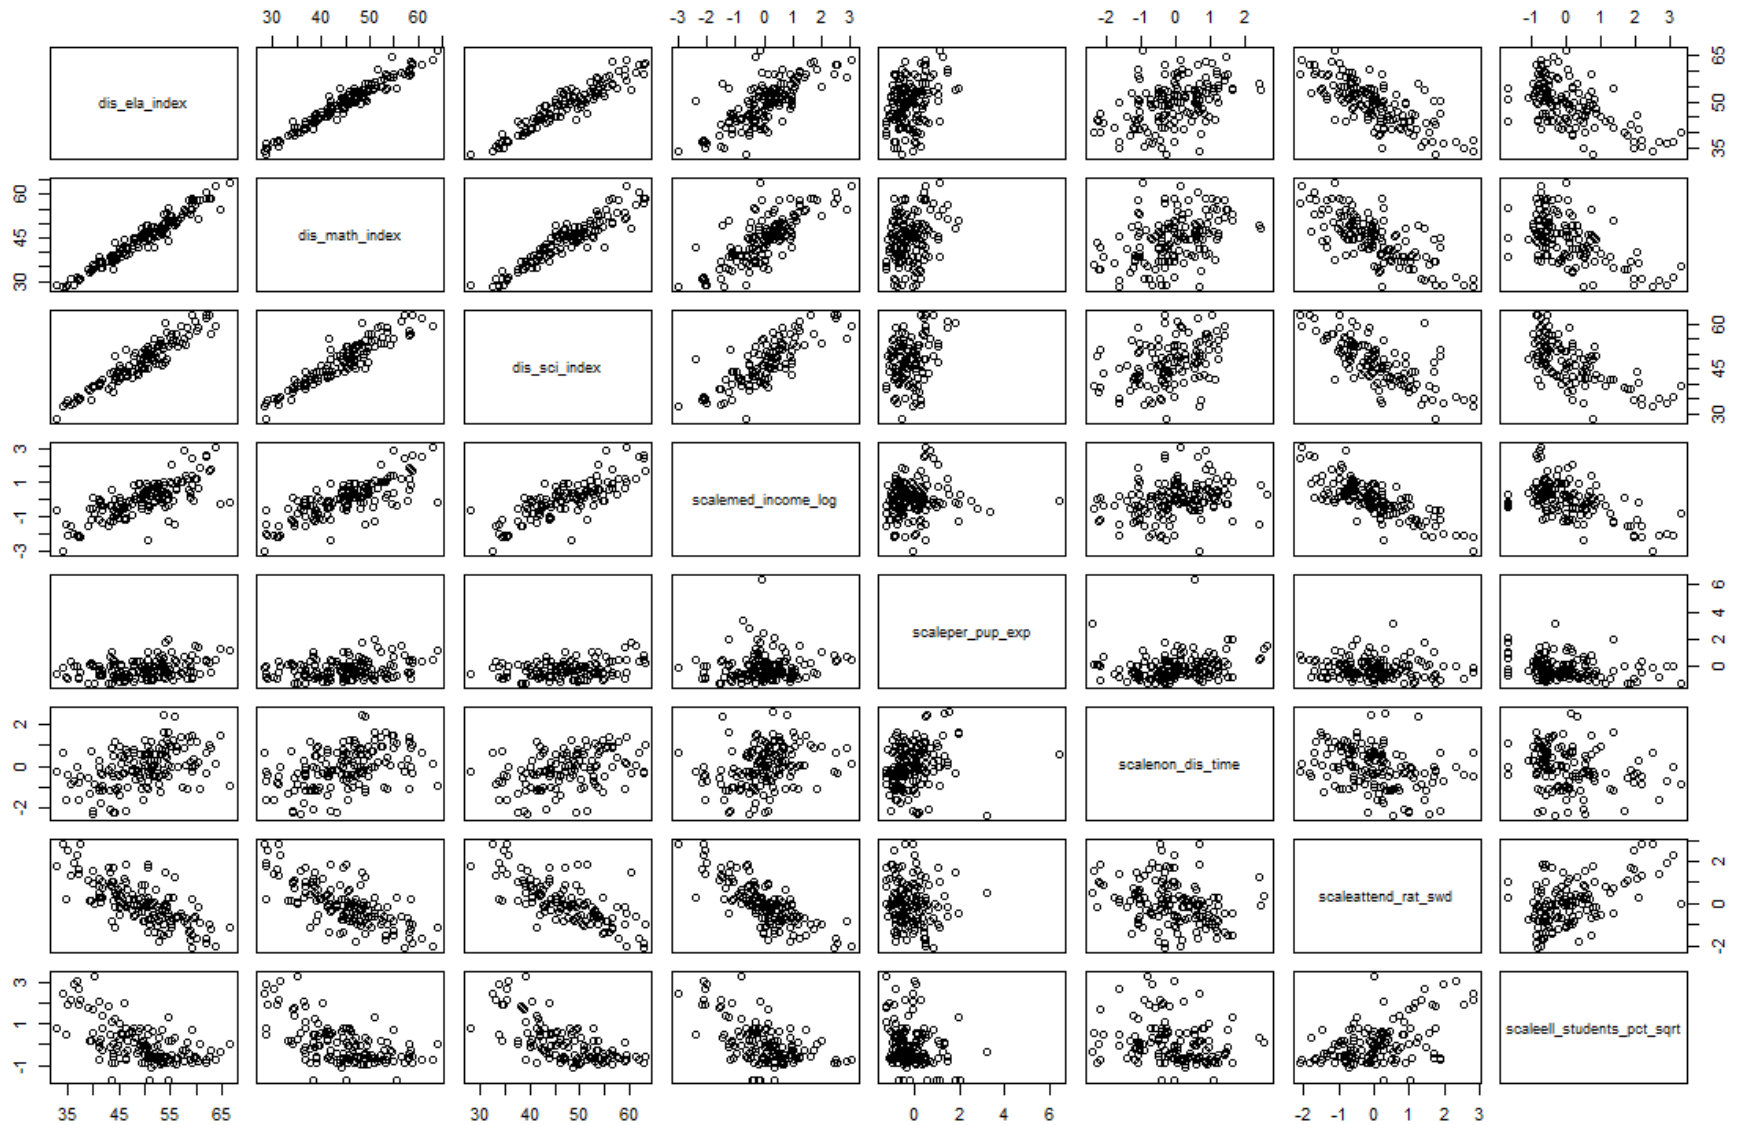 30 40 50 60 -3 -2 -1 0 1 2 3 -2 -1 0 1 2 -1 0 1 2 3
dis_ela_index
35 50 65
30 45 60
dis_math_index
dis_sci_index
30 45 60
-3 -1 1 3
scalemed_income_log
scaleper_pup_exp
0 2 4 6
-2 0 2
scalenon_dis_time
scaleattend_rat_swd
-2 0 2
-1 1 3
scaleell_students_pct_sqrt
35 45 55 65 30 40 50 60 0 2 4 6 -2 -1 0 1 2 3